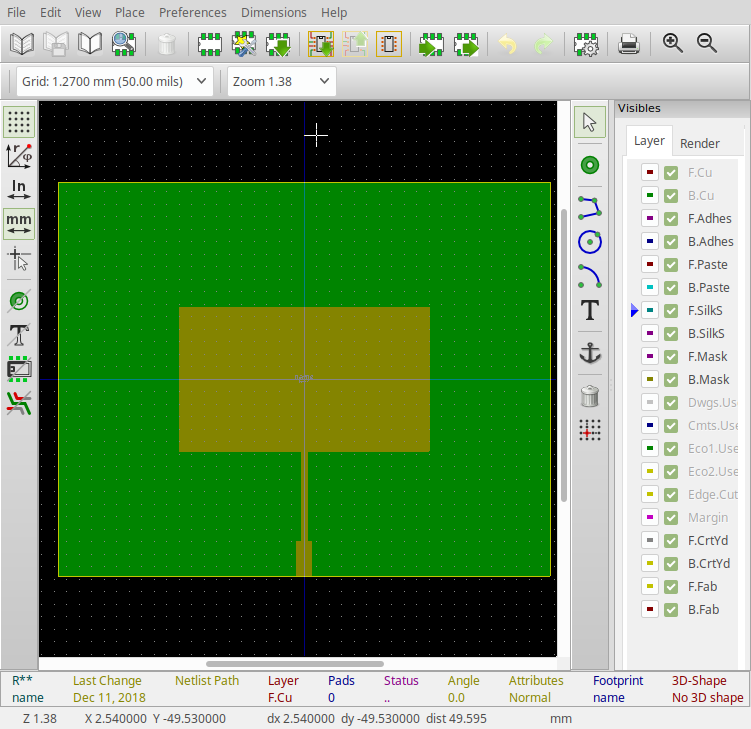 File Edit View Place Preferences Dimensions Help
Grid: 1.2700 mm (50.00 mils) Zoom 1.38
Visibles
Layer Render
r φ
In
mm
T
T
name
F.Cu
B.Cu
F.Adhes
B.Adhes
F.Paste
B.Paste
F.SilkS
B.SilkS
F.Mask
B.Mask
Dwgs.Use
Cmts.Use
Eco1.Use
Eco2.Use
Edge.Cut
Margin
F.CrtYd
B.CrtYd
F.Fab
B.Fab
R** Last Change Netlist Path Layer Pads Status Angle Attributes Footprint 3D-Shape
name Dec 11, 2018 F.Cu 0 .. 0.0 Normal name No 3D shape
Z 1.38 X 2.540000 Y -49.530000 dx 2.540000 dy -49.530000 dist 49.595 mm